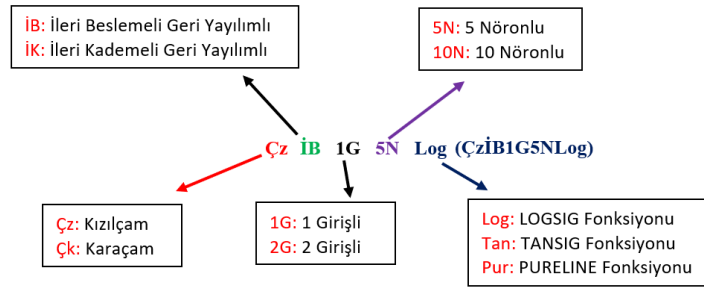 İB: İleri Beslemeli Geri Yayılımlı
İK: İleri Kademeli Geri Yayılımlı
5N: 5 Nöronlu
10N: 10 Nöronlu
Çz İB 1G 5N Log (ÇzİB1G5NLog)
Çz: Kızılçam
Çk: Karaçam
1G: 1 Girişli
2G: 2 Girişli
Log: LOGSIG Fonksiyonu
Tan: TANSIG Fonksiyonu
Pur: PURELINE Fonksiyonu